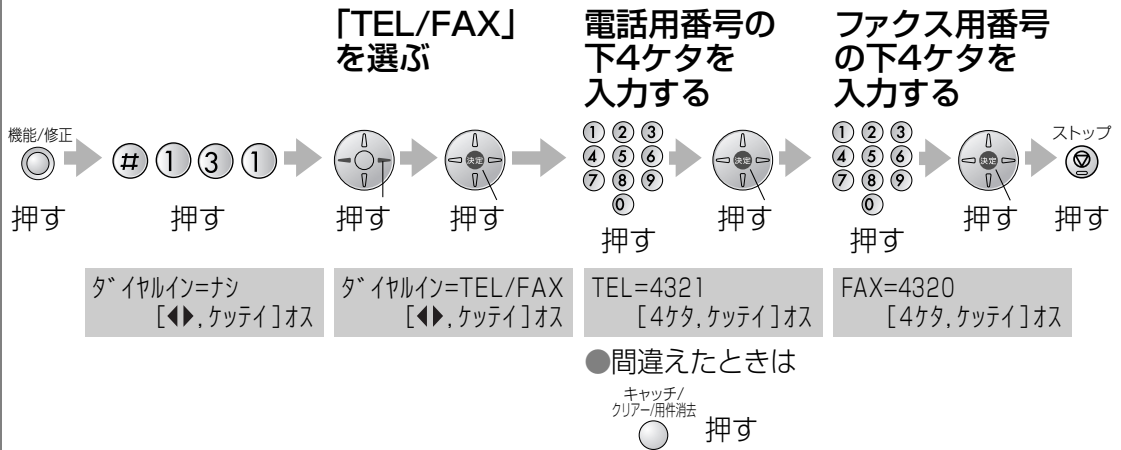 「TEL/FAX」
を選ぶ
電話用番号の
下4ケタを
入力する
ファクス用番号
の下4ケタを
入力する
機能/修正
押す
# 1 3 1
押す
押す
決定
押す
1 2 3
4 5 6
7 8 9
0
押す
決定
押す
1 2 3
4 5 6
7 8 9
0
押す
決定
押す
ストップ
押す
ダイヤルイン=ナシ
[◀▶,ケッテイ]オス
ダイヤルイン=TEL/FAX
[◀▶,ケッテイ]オス
TEL=4321
[4ケタ,ケッテイ]オス
FAX=4320
[4ケタ,ケッテイ]オス
●間違えたときは
キャッチ/
クリアー/用件消去
押す